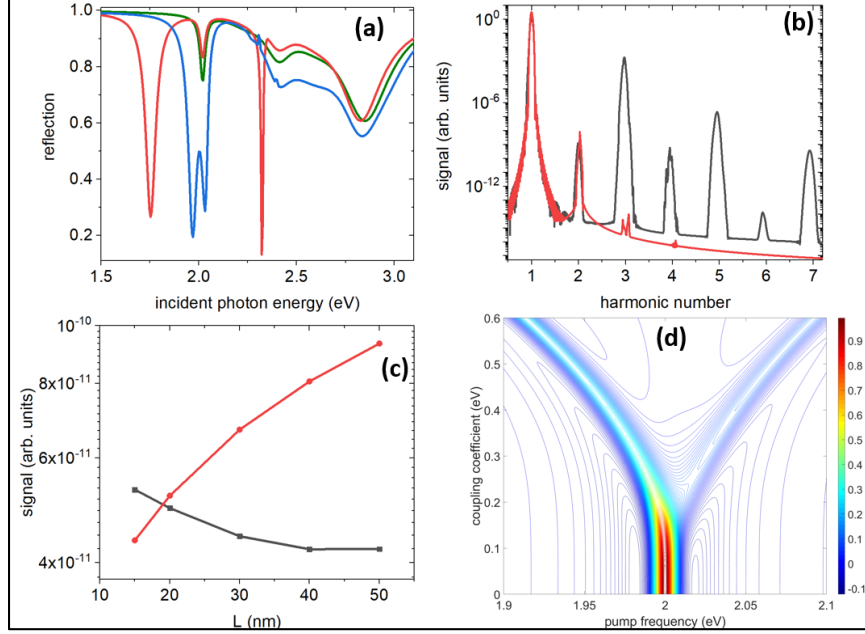 (a)
1.0
0.8
0.6
0.4
0.2
reflection
1.5 2.0 2.5 3.0
incident photon energy (eV)
(b)
10⁰
10⁻⁶
10⁻¹²
signal (arb. units)
1 2 3 4 5 6 7
harmonic number
(c)
10⁻¹⁰
8x10⁻¹¹
6x10⁻¹¹
4x10⁻¹¹
signal (arb. units)
10 20 30 40 50
L (nm)
(d)
0.6
0.5
0.4
0.3
0.2
0.1
0
coupling coefficient (eV)
1.9 1.95 2 2.05 2.1
pump frequency (eV)
0.9
0.8
0.7
0.6
0.5
0.4
0.3
0.2
0.1
0
-0.1